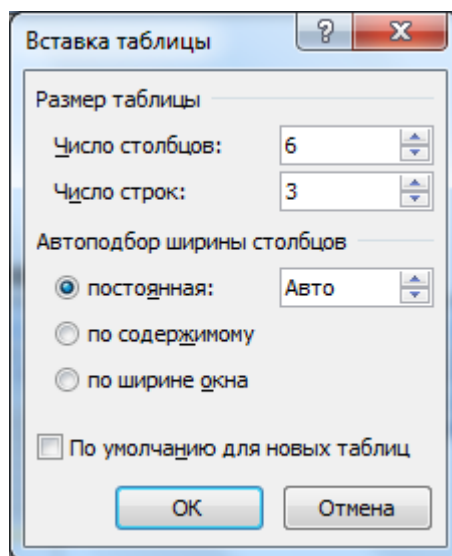 Вставка таблицы
Размер таблицы
Число столбцов: 6
Число строк: 3
Автоподбор ширины столбцов
постоянная: Авто
по содержимому
по ширине окна
По умолчанию для новых таблиц
ОК Отмена